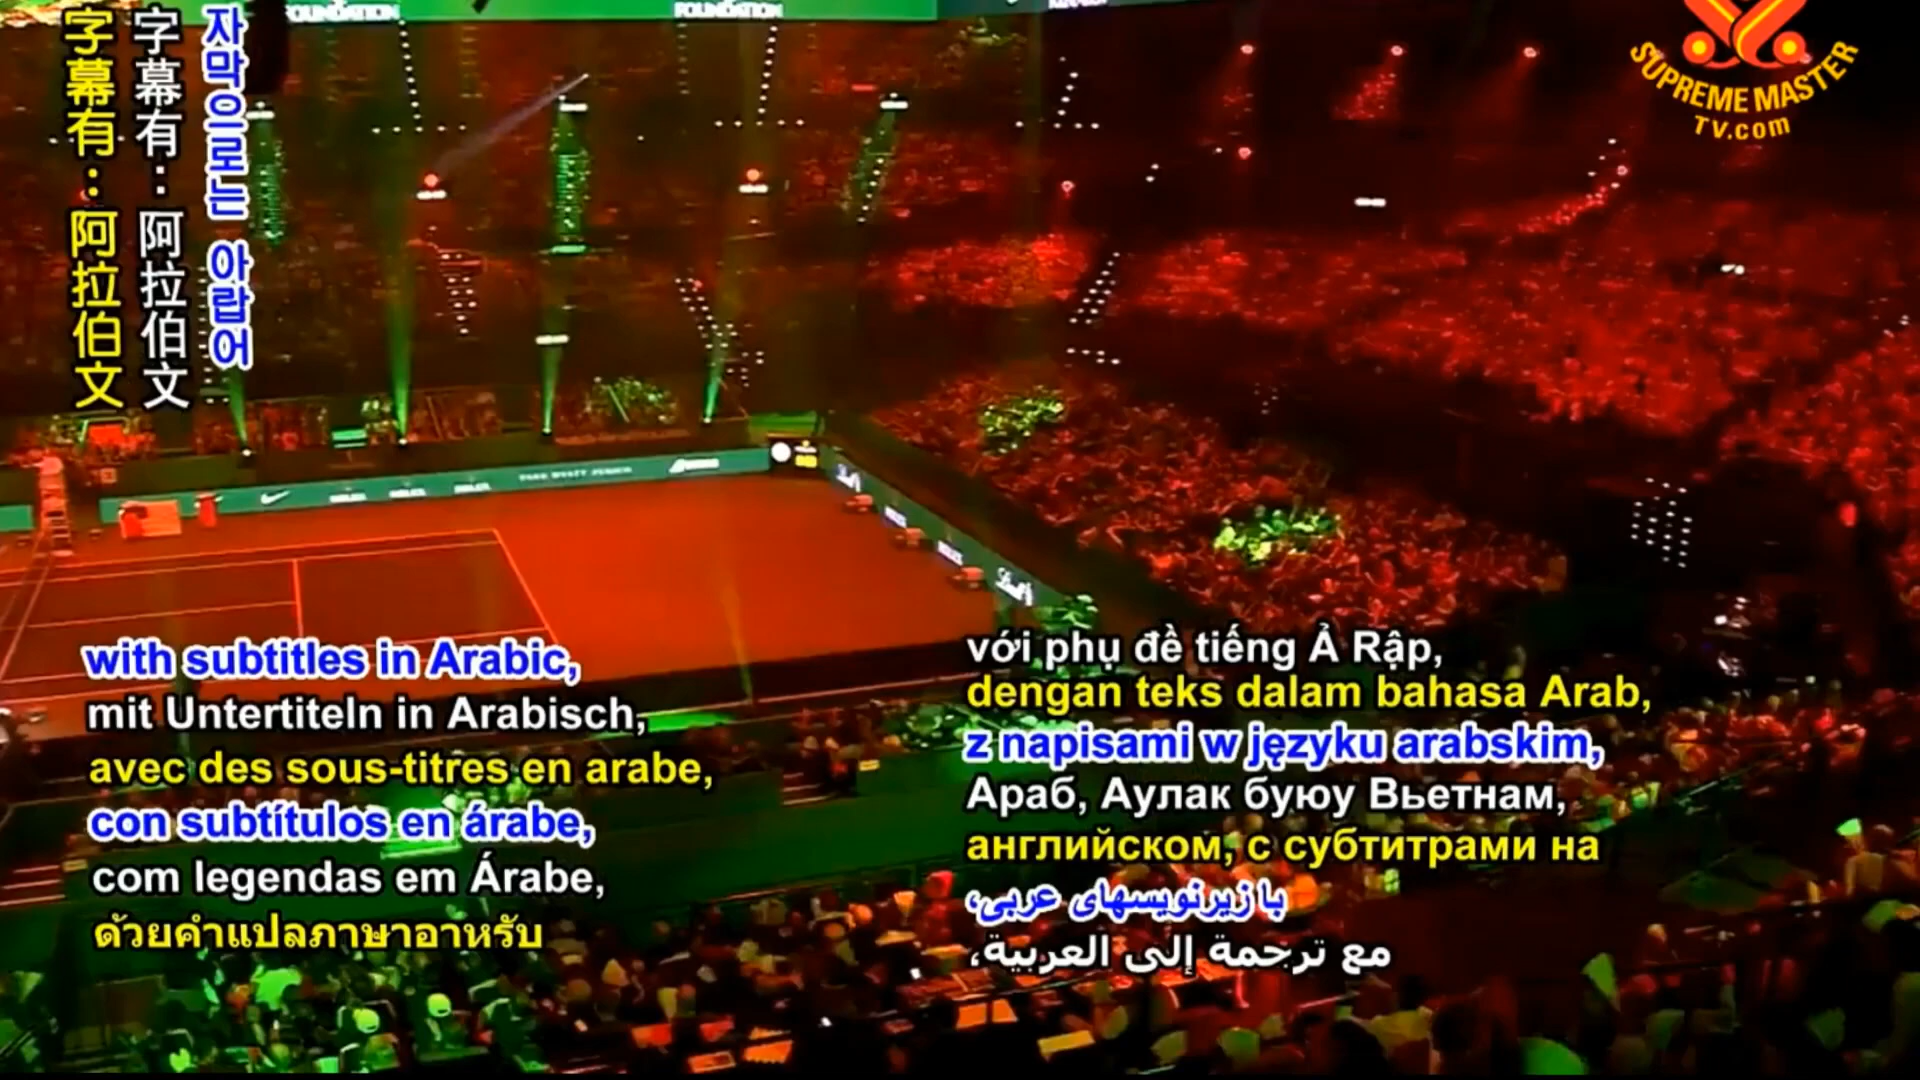 字幕有：阿拉伯文
字幕有：阿拉伯文
자막으로는 아랍어
FOUNDATION
FOUNDATION
SUPREME MASTER
TV.com
with subtitles in Arabic,
mit Untertiteln in Arabisch,
avec des sous-titres en arabe,
con subtítulos en árabe,
com legendas em Árabe,
ด้วยคำแปลภาษาอาหรับ
với phụ đề tiếng Ả Rập,
dengan teks dalam bahasa Arab,
z napisami w języku arabskim,
Араб, Аулак буюу Вьетнам,
английском, с субтитрами на
با زیرنویسهای عربی،
مع ترجمة إلى العربية،